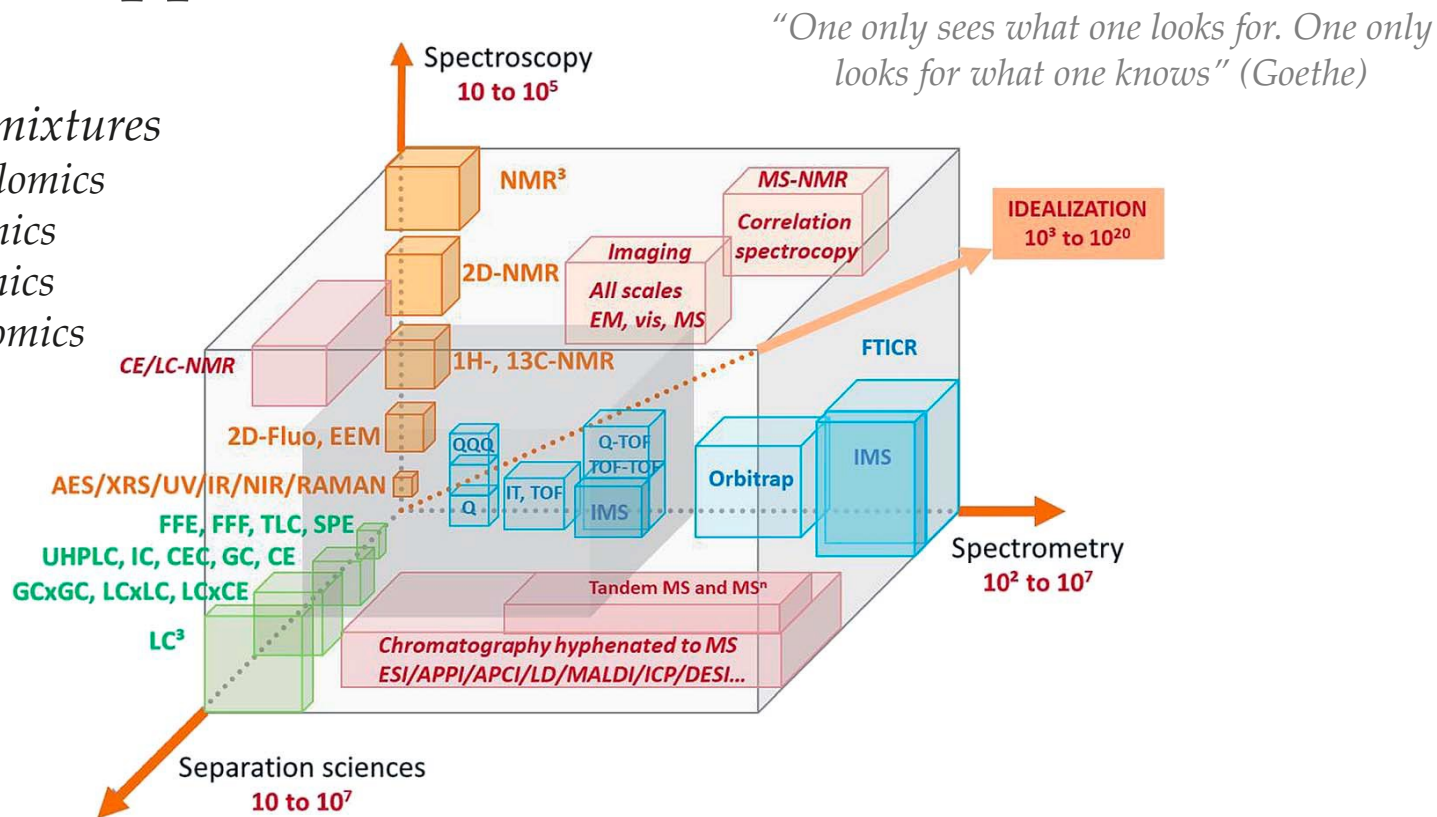 “One only sees what one looks for. One only
looks for what one knows” (Goethe)
Spectroscopy
10 to 10⁵
mixtures
NMR³
2D-NMR
1H-, 13C-NMR
2D-Fluo, EEM
AES/XRS/UV/IR/NIR/RAMAN
CE/LC-NMR
MS-NMR
Correlation
spectrocopy
Imaging
All scales
EM, vis, MS
IDEALIZATION
10³ to 10²⁰
FTICR
IMS
Orbitrap
Q-TOF
TOF-TOF
IMS
IT, TOF
QQQ
Q
FFE, FFF, TLC, SPE
UHPLC, IC, CEC, GC, CE
GCxGC, LCxLC, LCxCE
LC³
Spectrometry
10² to 10⁷
Tandem MS and MSⁿ
Chromatography hyphenated to MS
ESI/APPI/APCI/LD/MALDI/ICP/DESI...
Separation sciences
10 to 10⁷